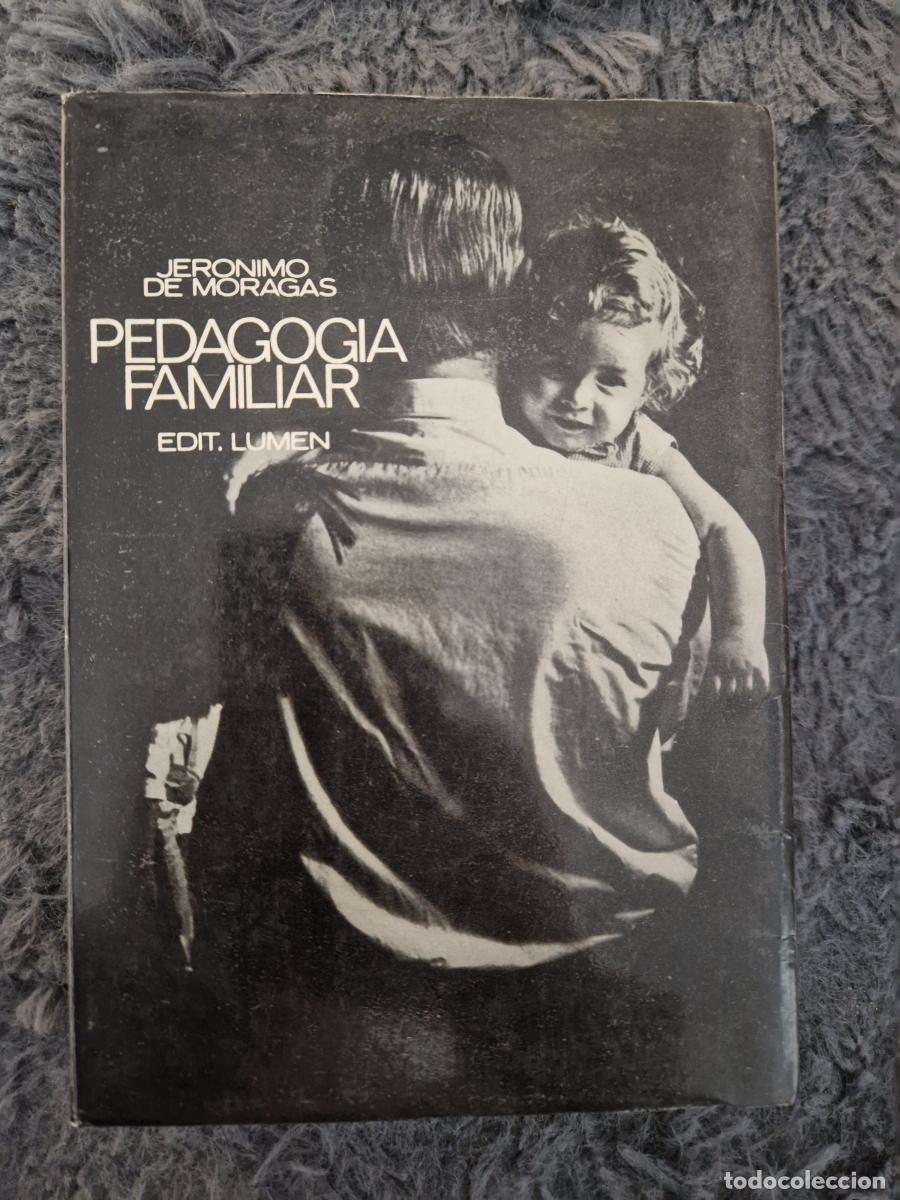 JERONIMO
DE MORAGAS
PEDAGOGIA
FAMILIAR
EDIT. LUMEN
todocoleccion